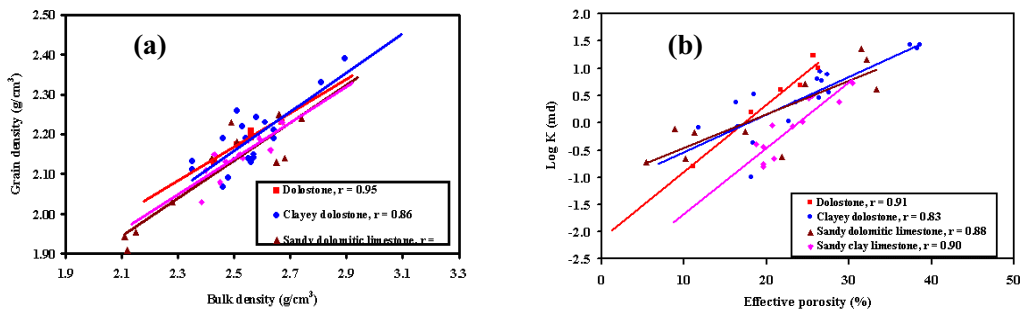 (a)
Grain density (g/cm³)
2.50
2.40
2.30
2.20
2.10
2.00
1.90
1.9
2.1
2.3
2.5
2.7
2.9
3.1
3.3
Bulk density (g/cm³)
Dolostone, r = 0.95
Clayey dolostone, r = 0.86
Sandy dolomitic limestone, r =
(b)
Log K (md)
2.0
1.5
1.0
0.5
0.0
-0.5
-1.0
-1.5
-2.0
-2.5
0
10
20
30
40
50
Effective porosity (%)
Dolostone, r = 0.91
Clayey dolostone, r = 0.83
Sandy dolomitic limestone, r = 0.88
Sandy clay limestone, r = 0.90